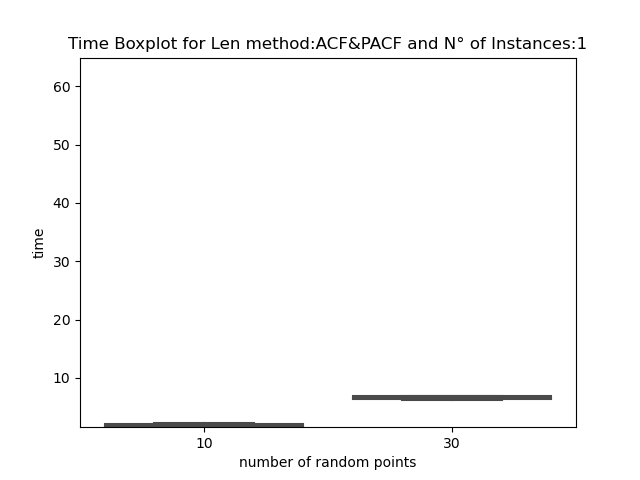 Time Boxplot for Len method:ACF&PACF and N° of Instances:1
60
50
40
30
20
10
time
10 30
number of random points